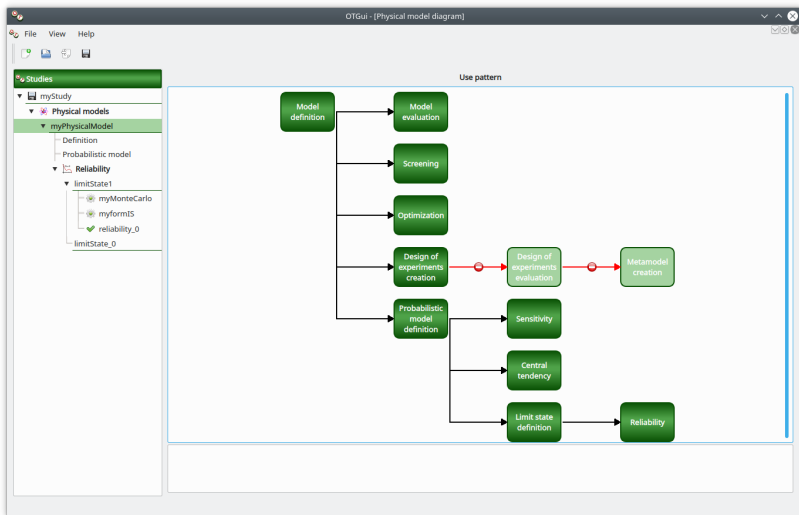 OTGui - [Physical model diagram]
File View Help
Studies
myStudy
Physical models
myPhysicalModel
Definition
Probabilistic model
Reliability
limitState1
myMonteCarlo
myformIS
reliability_0
limitState_0
Use pattern
Model
definition
Model
evaluation
Screening
Optimization
Design of
experiments
creation
Design of
experiments
evaluation
Metamodel
creation
Probabilistic
model
definition
Sensitivity
Central
tendency
Limit state
definition
Reliability